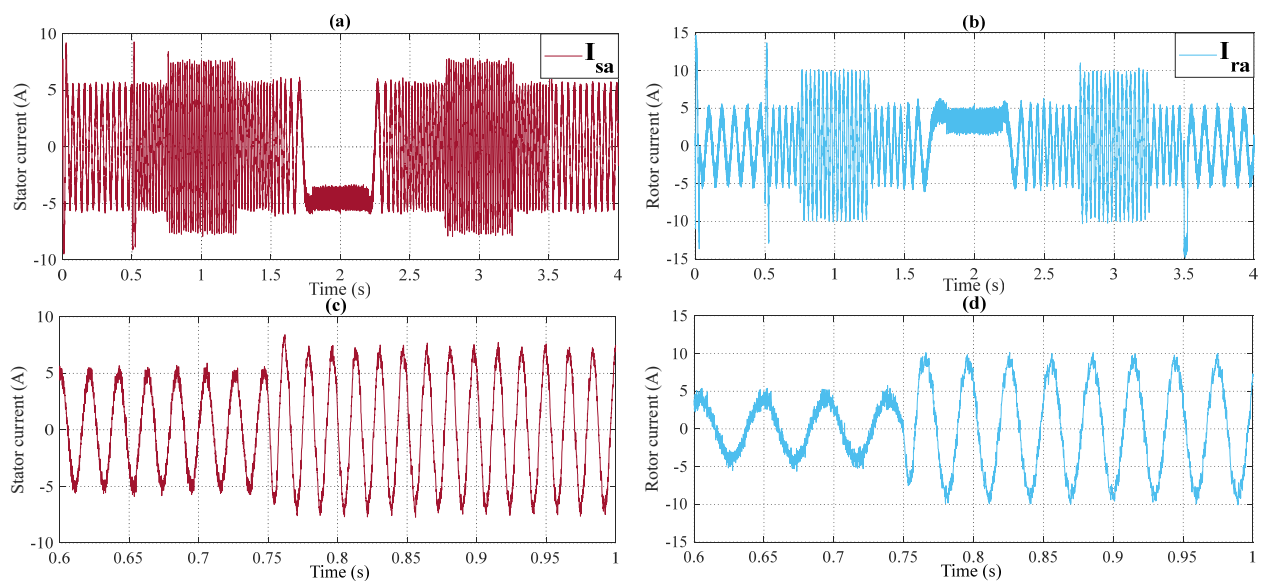 (a)
10
5
0
-5
-10
Stator current (A)
I sa
0 0.5 1 1.5 2 2.5 3 3.5 4
Time (s)
(b)
15
10
5
0
-5
-10
-15
Rotor current (A)
I ra
0 0.5 1 1.5 2 2.5 3 3.5 4
Time (s)
(c)
10
5
0
-5
-10
Stator current (A)
0.6 0.65 0.7 0.75 0.8 0.85 0.9 0.95 1
Time (s)
(d)
15
10
5
0
-5
-10
-15
Rotor current (A)
0.6 0.65 0.7 0.75 0.8 0.85 0.9 0.95 1
Time (s)